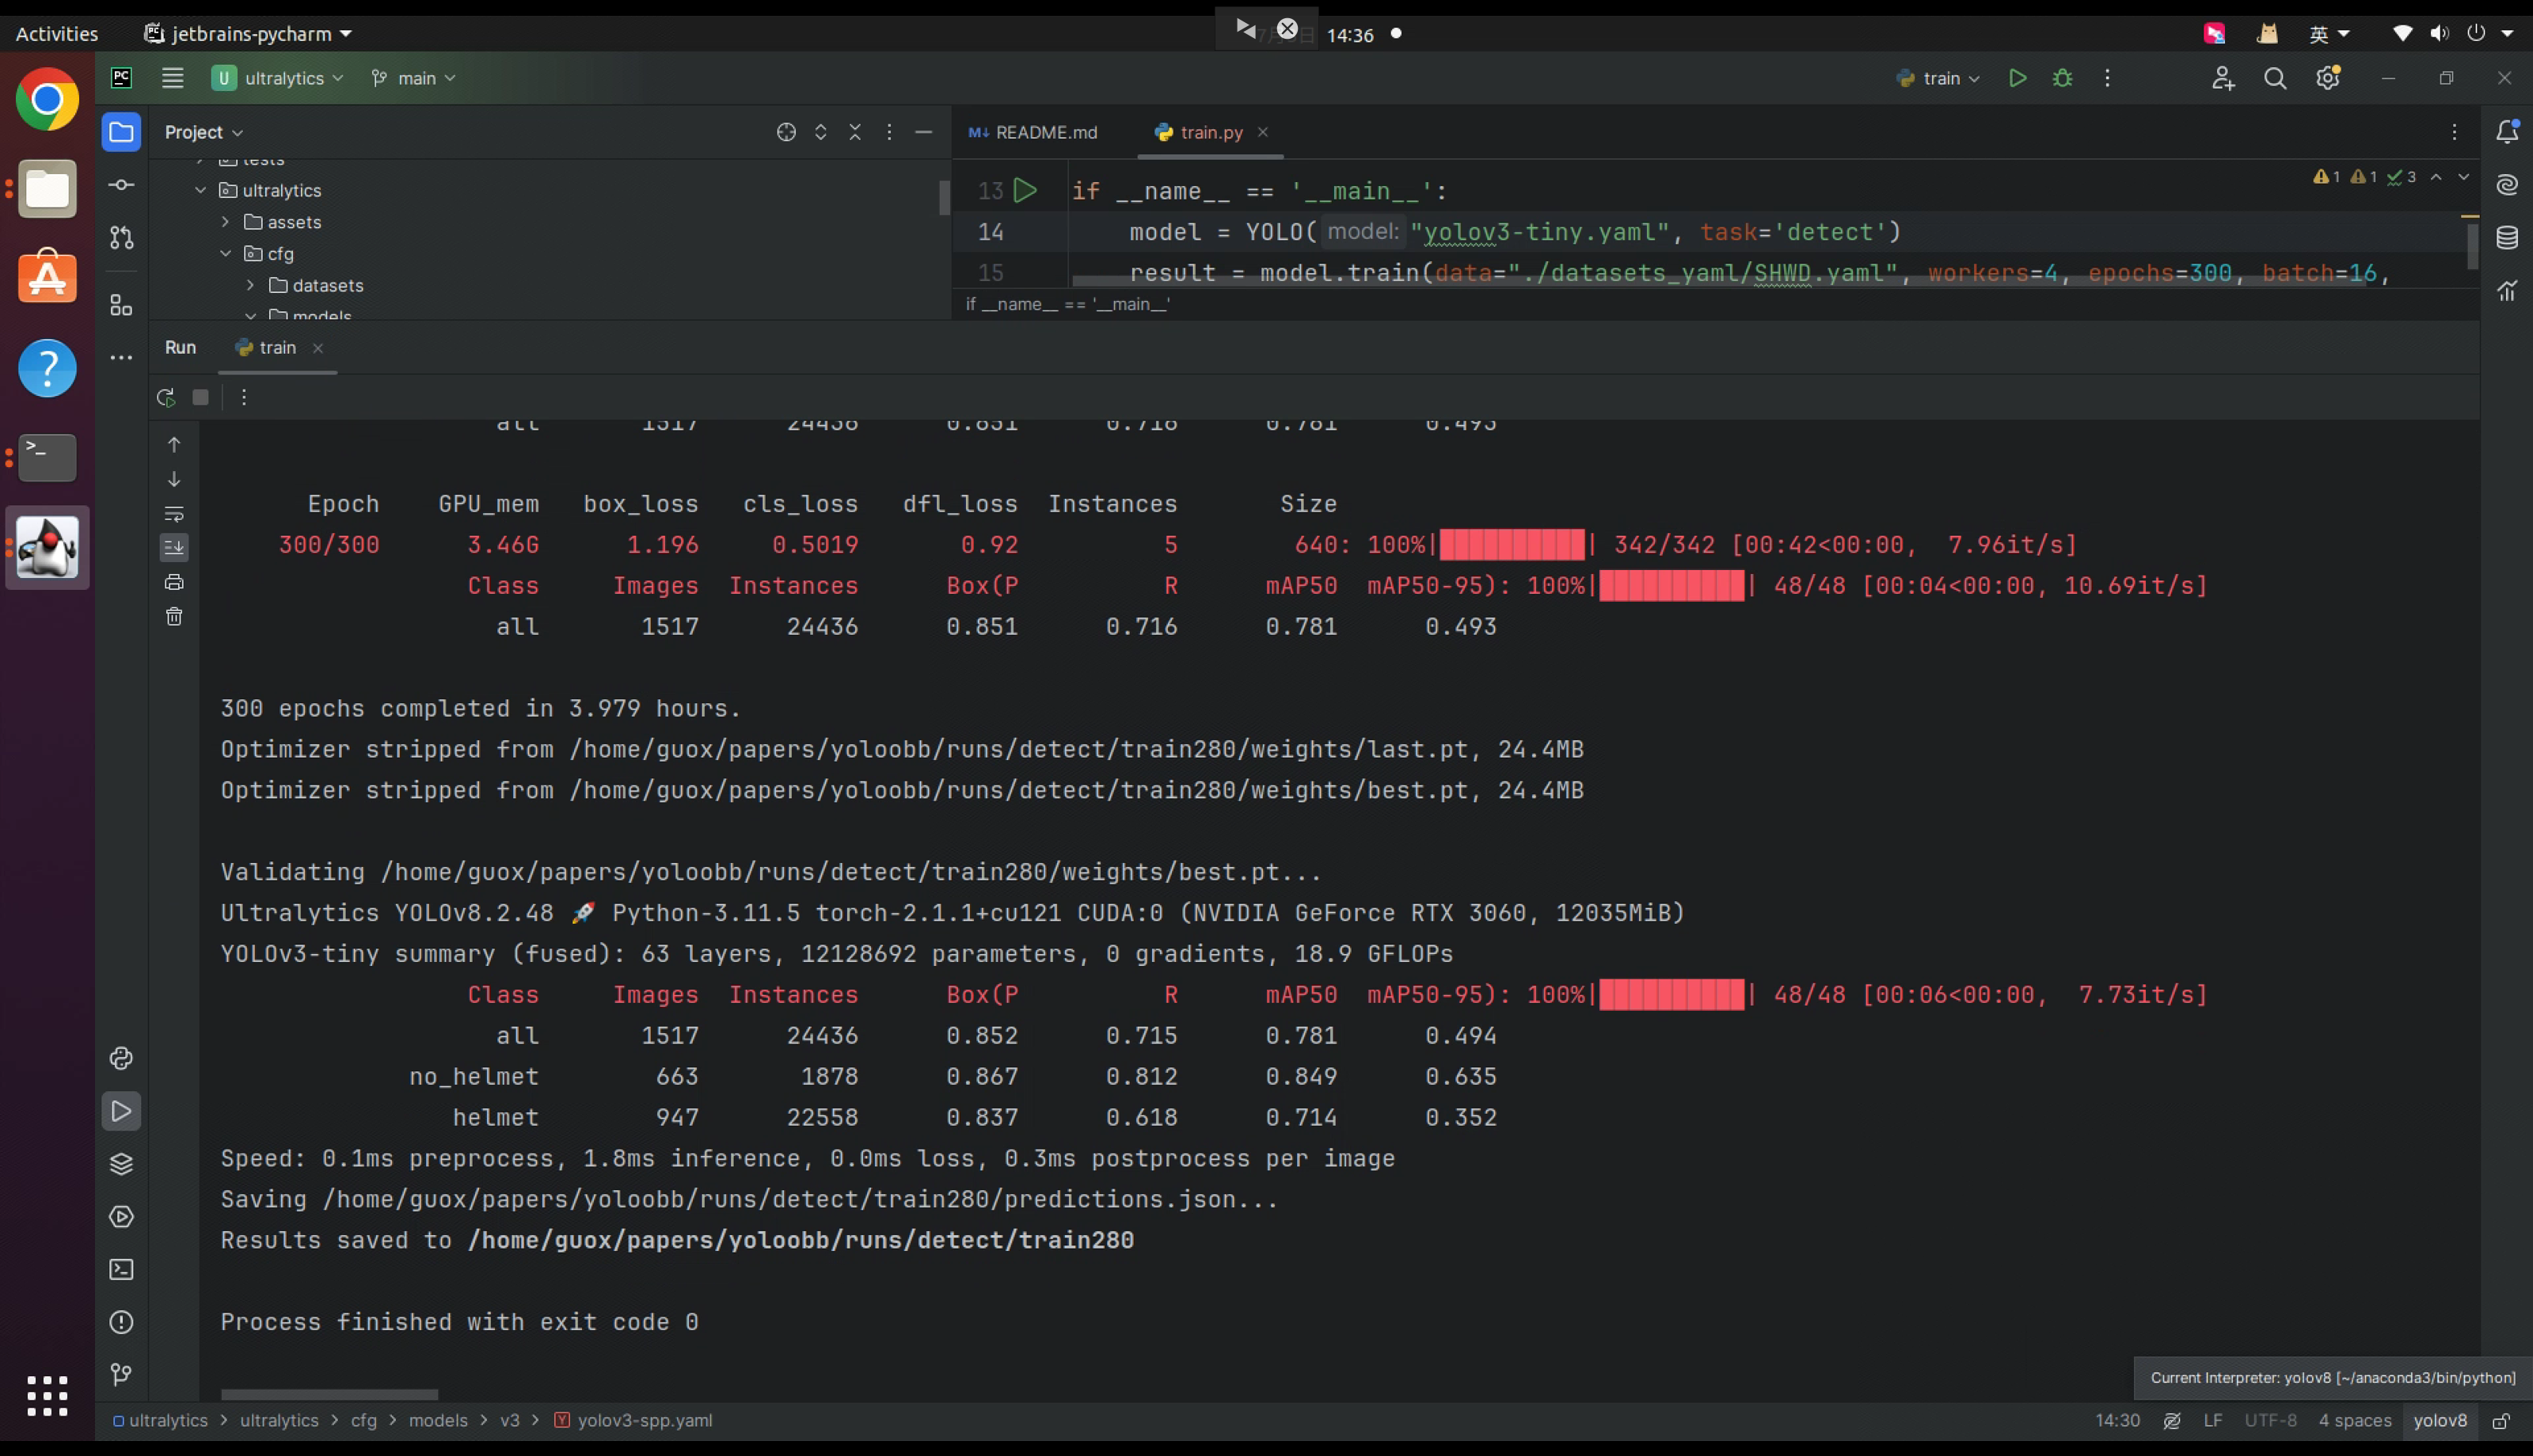 Activities jetbrains-pycharm 14:36 英
U ultralytics main train
Project README.md train.py
tests
ultralytics
assets
cfg
datasets
models
1 1 3
13 if __name__ == '__main__':
14 model = YOLO( model: "yolov3-tiny.yaml", task='detect')
15 result = model.train(data="./datasets_yaml/SHWD.yaml", workers=4, epochs=300, batch=16,
if __name__ == '__main__'
Run train
all 1517 24436 0.851 0.716 0.781 0.493
Epoch GPU_mem box_loss cls_loss dfl_loss Instances Size
300/300 3.46G 1.196 0.5019 0.92 5 640: 100%|██████████| 342/342 [00:42<00:00, 7.96it/s]
Class Images Instances Box(P R mAP50 mAP50-95): 100%|██████████| 48/48 [00:04<00:00, 10.69it/s]
all 1517 24436 0.851 0.716 0.781 0.493
300 epochs completed in 3.979 hours.
Optimizer stripped from /home/guox/papers/yoloobb/runs/detect/train280/weights/last.pt, 24.4MB
Optimizer stripped from /home/guox/papers/yoloobb/runs/detect/train280/weights/best.pt, 24.4MB
Validating /home/guox/papers/yoloobb/runs/detect/train280/weights/best.pt...
Ultralytics YOLOv8.2.48 🚀 Python-3.11.5 torch-2.1.1+cu121 CUDA:0 (NVIDIA GeForce RTX 3060, 12035MiB)
YOLOv3-tiny summary (fused): 63 layers, 12128692 parameters, 0 gradients, 18.9 GFLOPs
Class Images Instances Box(P R mAP50 mAP50-95): 100%|██████████| 48/48 [00:06<00:00, 7.73it/s]
all 1517 24436 0.852 0.715 0.781 0.494
no_helmet 663 1878 0.867 0.812 0.849 0.635
helmet 947 22558 0.837 0.618 0.714 0.352
Speed: 0.1ms preprocess, 1.8ms inference, 0.0ms loss, 0.3ms postprocess per image
Saving /home/guox/papers/yoloobb/runs/detect/train280/predictions.json...
Results saved to /home/guox/papers/yoloobb/runs/detect/train280
Process finished with exit code 0
Current Interpreter: yolov8 [~/anaconda3/bin/python]
ultralytics > ultralytics > cfg > models > v3 > yolov3-spp.yaml 14:30 LF UTF-8 4 spaces yolov8